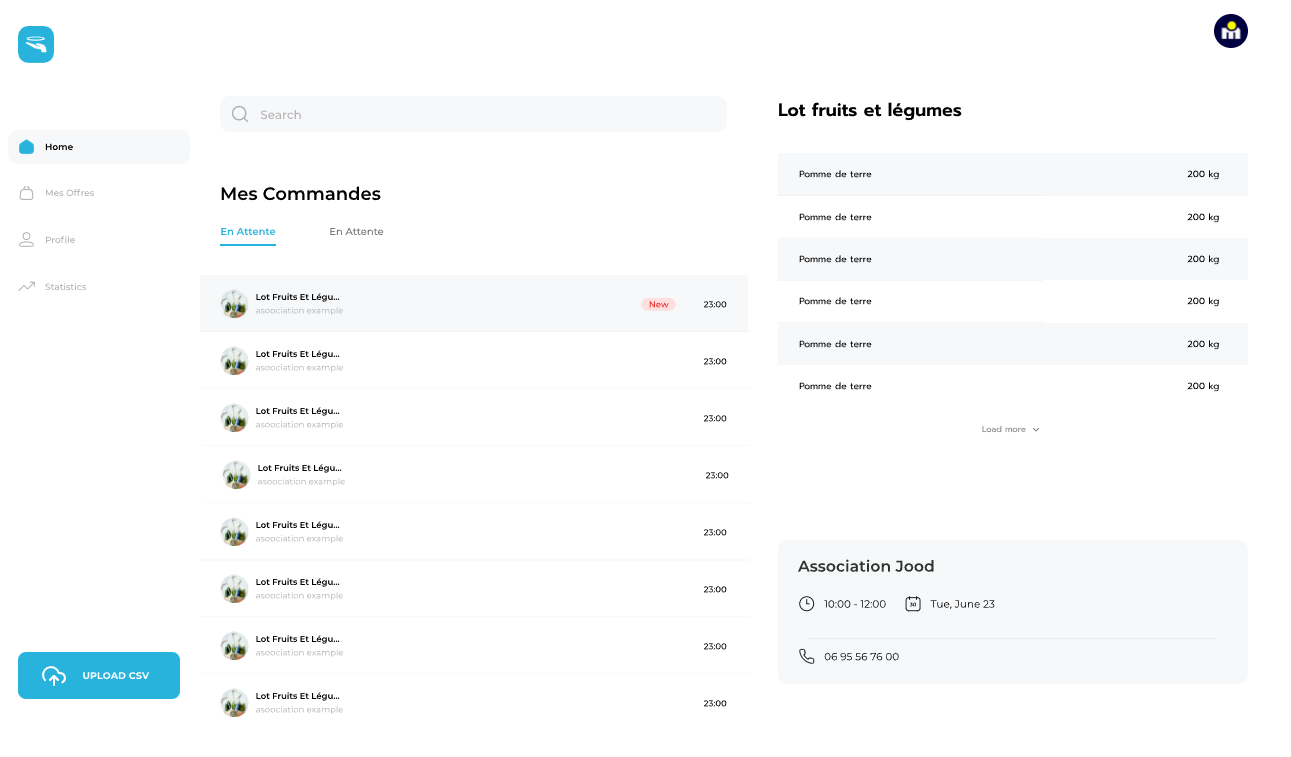 Home
Mes Offres
Profile
Statistics
UPLOAD CSV
Search
Mes Commandes
En Attente
En Attente
Lot Fruits Et Légu...
asoociation example
New
23:00
Lot Fruits Et Légu...
asoociation example
23:00
Lot Fruits Et Légu...
asoociation example
23:00
Lot Fruits Et Légu...
asoociation example
23:00
Lot Fruits Et Légu...
asoociation example
23:00
Lot Fruits Et Légu...
asoociation example
23:00
Lot Fruits Et Légu...
asoociation example
23:00
Lot Fruits Et Légu...
asoociation example
23:00
Lot fruits et légumes
Pomme de terre 200 kg
Pomme de terre 200 kg
Pomme de terre 200 kg
Pomme de terre 200 kg
Pomme de terre 200 kg
Pomme de terre 200 kg
Load more
Association Jood
10:00 - 12:00 30 Tue, June 23
06 95 56 76 00